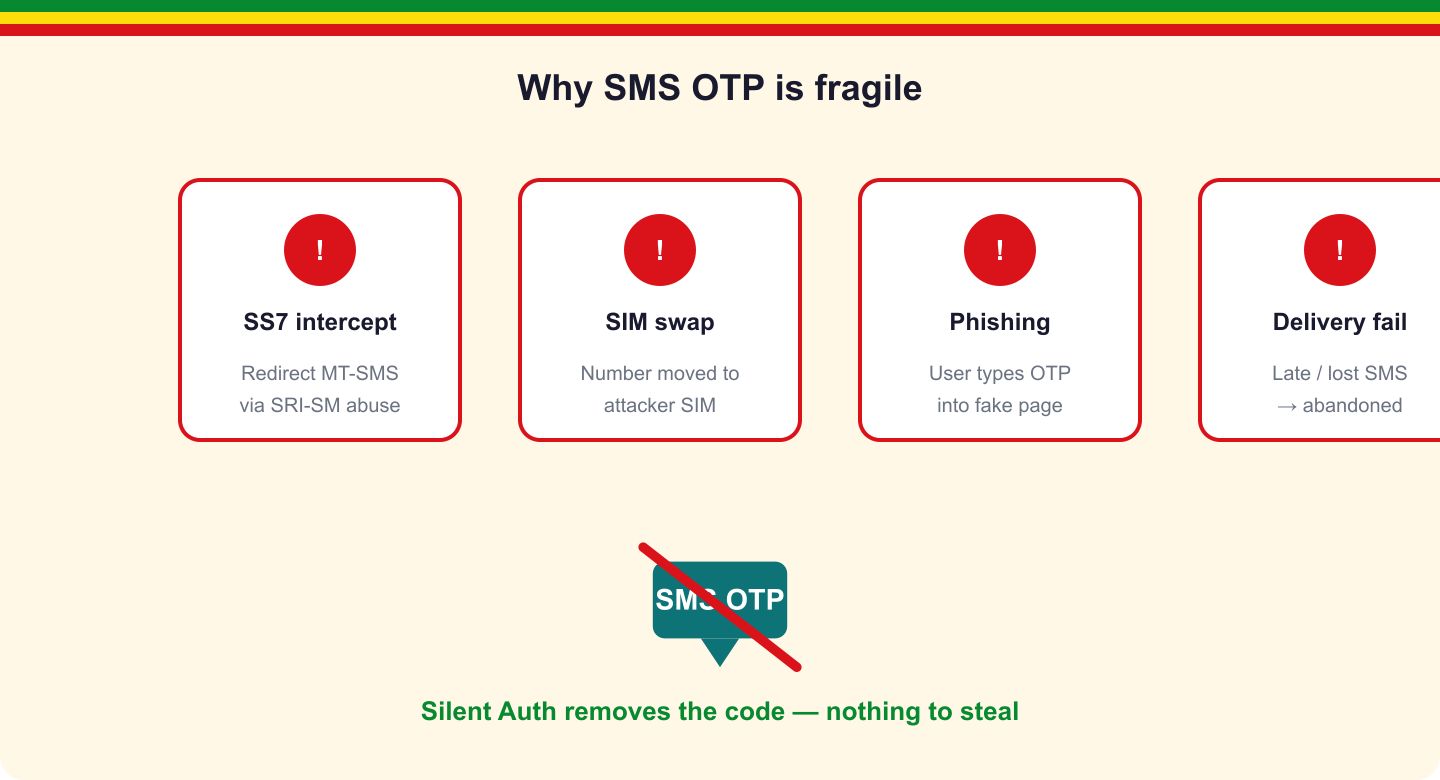 Why SMS OTP is fragile
!
!
!
!
SS7 intercept
Redirect MT-SMS
via SRI-SM abuse
SIM swap
Number moved to
attacker SIM
Phishing
User types OTP
into fake page
Delivery fail
Late / lost SMS
→ abandoned
SMS OTP
Silent Auth removes the code — nothing to steal